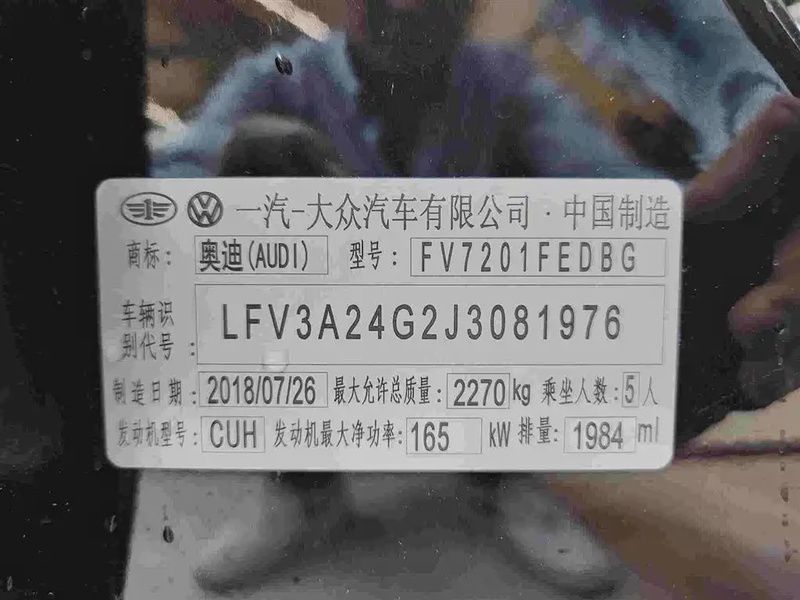 一汽-大众汽车有限公司·中国制造
商标: 奥迪(AUDI) 型号: FV7201FEDBG
车辆识别代号: LFV3A24G2J3081976
制造日期: 2018/07/26 最大允许总质量: 2270kg 乘坐人数: 5人
发动机型号: CUH 发动机最大净功率: 165 kW 排量: 1984 ml